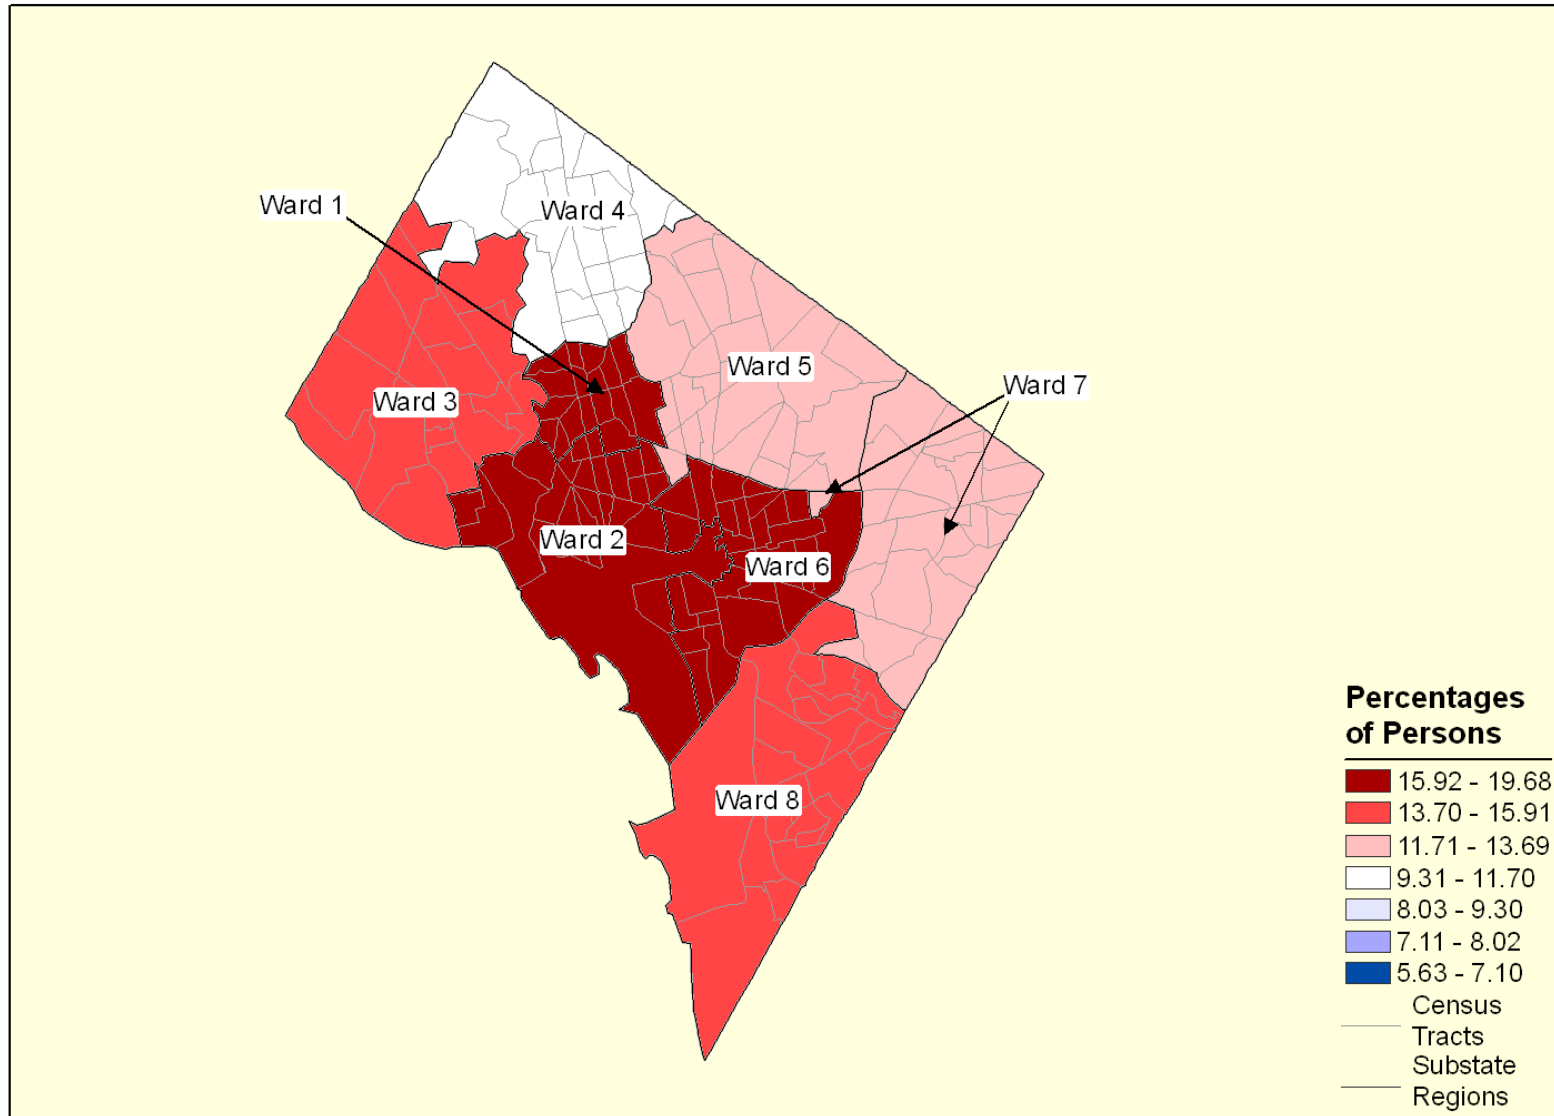 Ward 1
Ward 4
Ward 5
Ward 7
Ward 3
Ward 2
Ward 6
Ward 8
Percentages
of Persons
15.92 - 19.68
13.70 - 15.91
11.71 - 13.69
9.31 - 11.70
8.03 - 9.30
7.11 - 8.02
5.63 - 7.10
Census
Tracts
Substate
Regions